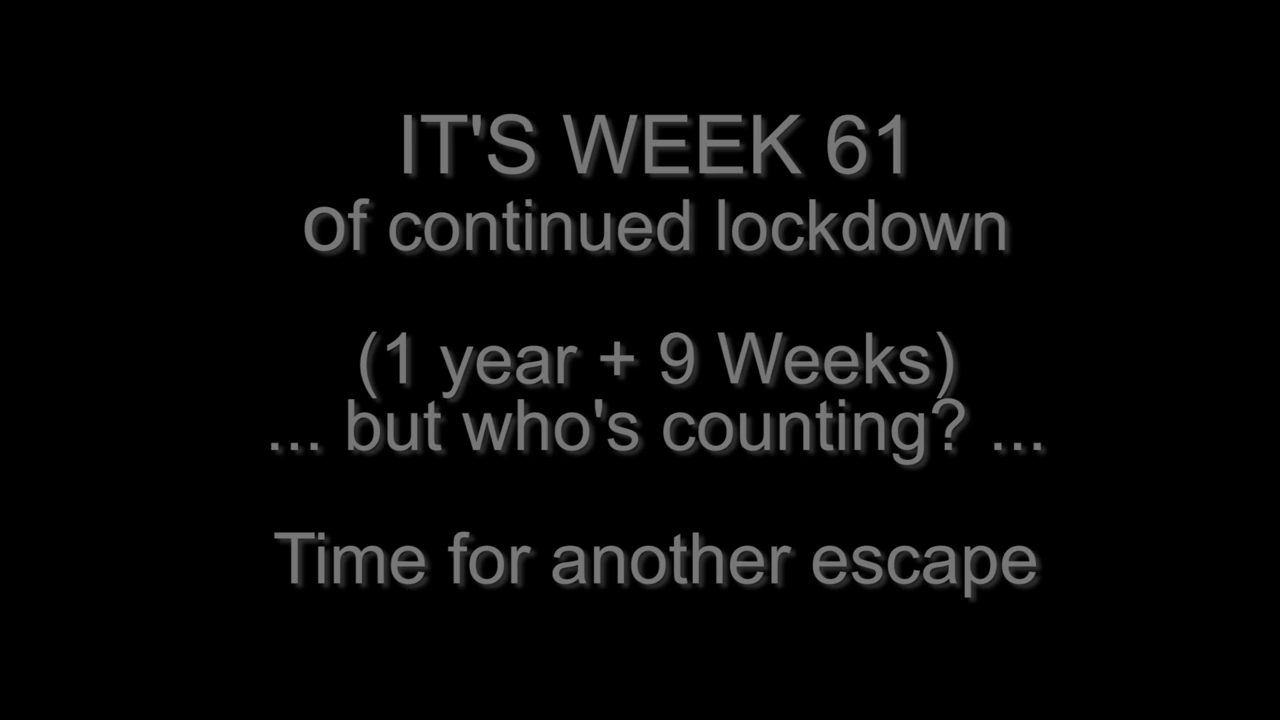 IT'S WEEK 61
of continued lockdown
(1 year + 9 Weeks)
... but who's counting? ...
Time for another escape